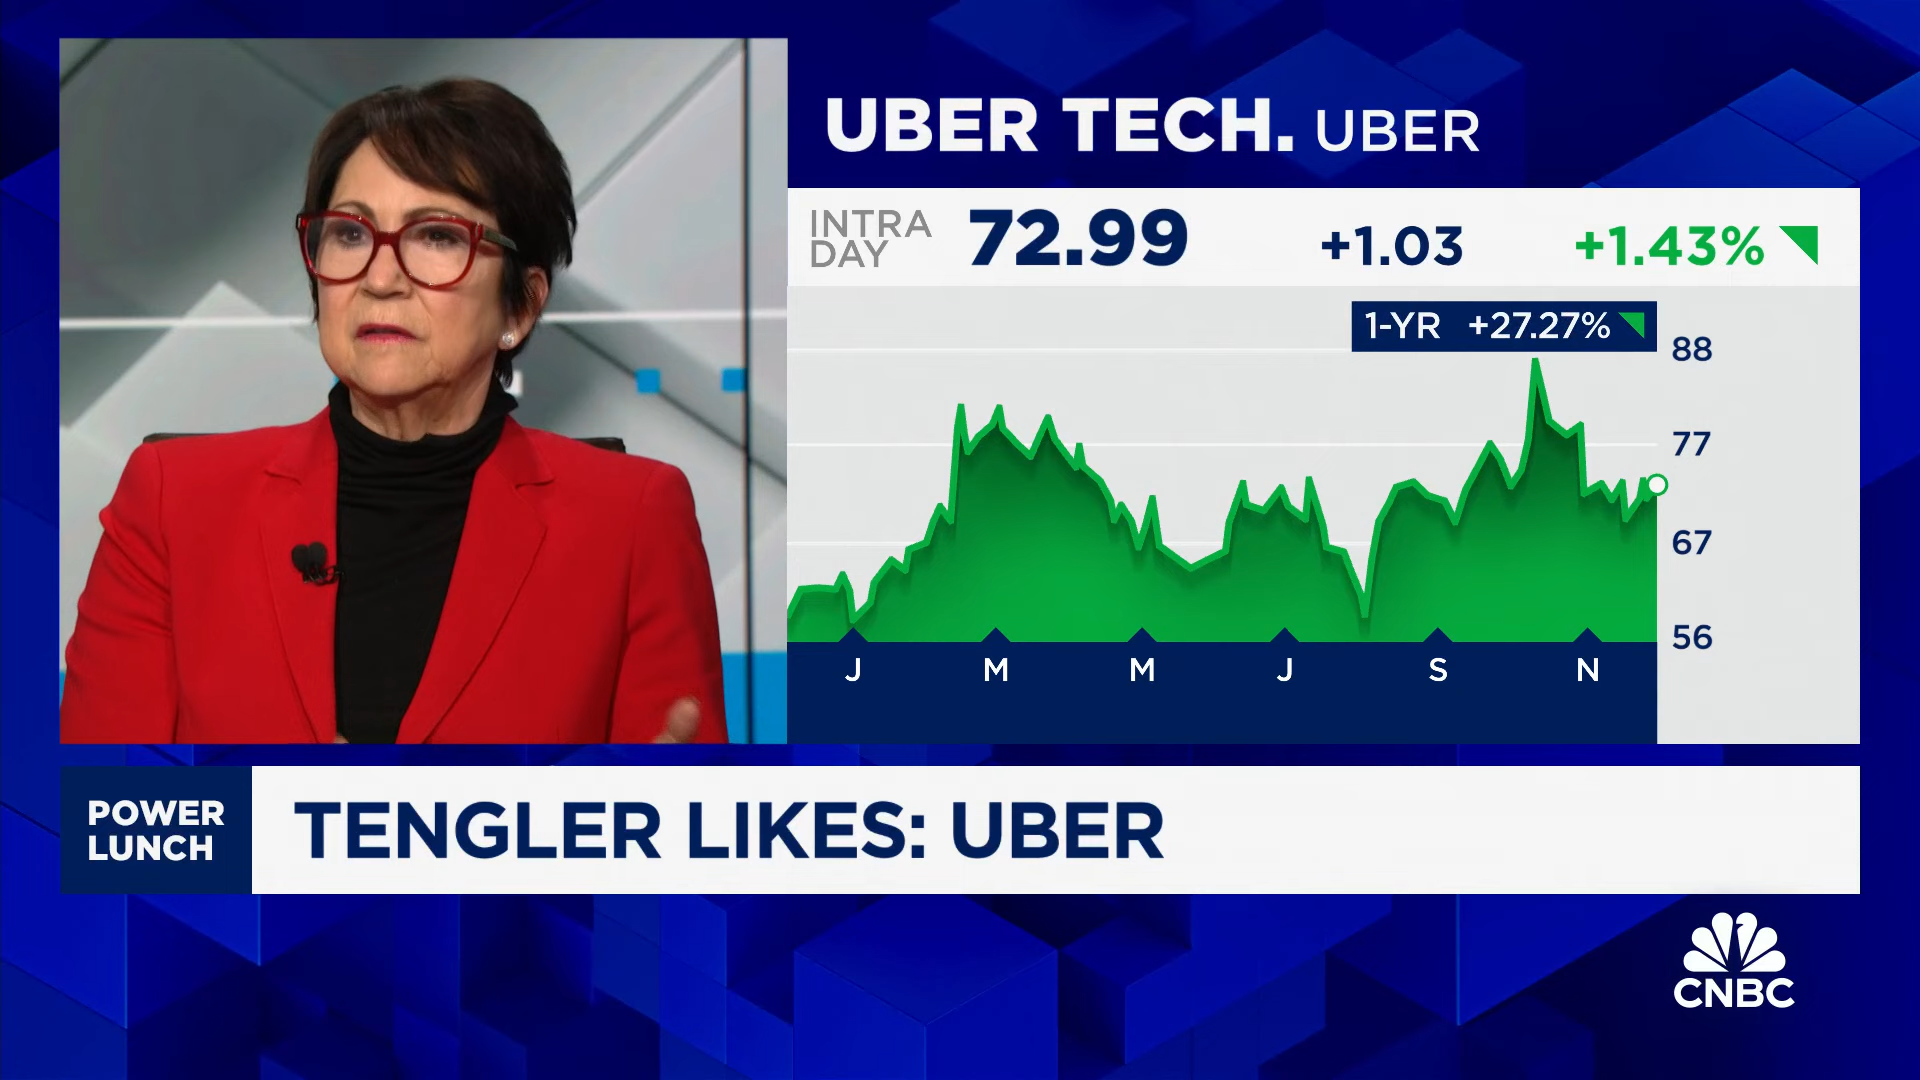 UBER TECH. UBER
INTRA DAY 72.99 +1.03 +1.43%
1-YR +27.27%
88
77
67
56
J M M J S N
POWER LUNCH
TENGLER LIKES: UBER
CNBC